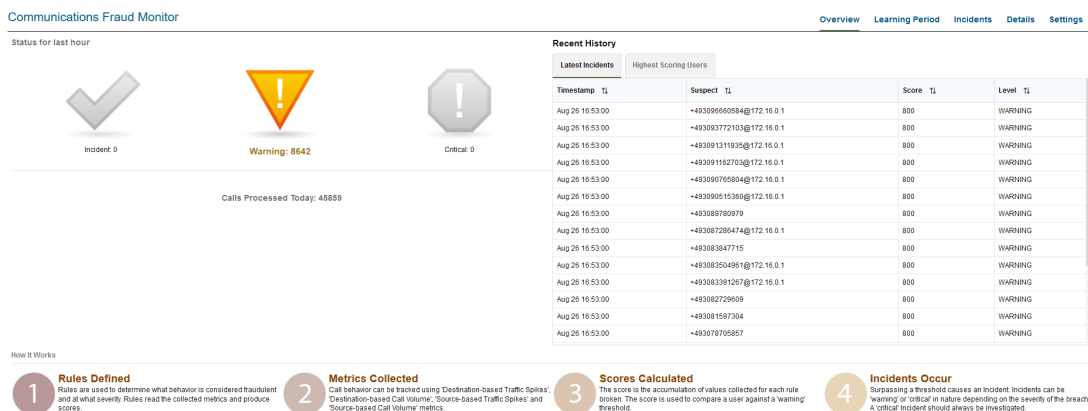 Communications Fraud Monitor
Overview Learning Period Incidents Details Settings
Status for last hour
Incident: 0
Warning: 8642
Critical: 0
Calls Processed Today: 45859
Recent History
Latest Incidents Highest Scoring Users
Timestamp Suspect Score Level
Aug 26 16:53:00 +493096660584@172.16.0.1 800 WARNING
Aug 26 16:53:00 +493093772103@172.16.0.1 800 WARNING
Aug 26 16:53:00 +493091311935@172.16.0.1 800 WARNING
Aug 26 16:53:00 +493091162703@172.16.0.1 800 WARNING
Aug 26 16:53:00 +493090765804@172.16.0.1 800 WARNING
Aug 26 16:53:00 +493090515360@172.16.0.1 800 WARNING
Aug 26 16:53:00 +493089780979 800 WARNING
Aug 26 16:53:00 +493087286474@172.16.0.1 800 WARNING
Aug 26 16:53:00 +493083847715 800 WARNING
Aug 26 16:53:00 +493083504961@172.16.0.1 800 WARNING
Aug 26 16:53:00 +493083391267@172.16.0.1 800 WARNING
Aug 26 16:53:00 +493082729609 800 WARNING
Aug 26 16:53:00 +493081597304 800 WARNING
Aug 26 16:53:00 +493078705857 800 WARNING
How It Works
1
Rules Defined
Rules are used to determine what behavior is considered fraudulent
and at what severity. Rules read the collected metrics and produce
scores.
2
Metrics Collected
Call behavior can be tracked using 'Destination-based Traffic Spikes',
'Destination-based Call Volume', 'Source-based Traffic Spikes' and
'Source-based Call Volume' metrics.
3
Scores Calculated
The score is the accumulation of values collected for each rule
broken. The score is used to compare a user against a 'warning'
threshold.
4
Incidents Occur
Surpassing a threshold causes an Incident. Incidents can be
'warning' or 'critical' in nature depending on the severity of the breach
A 'critical' Incident should always be investigated.